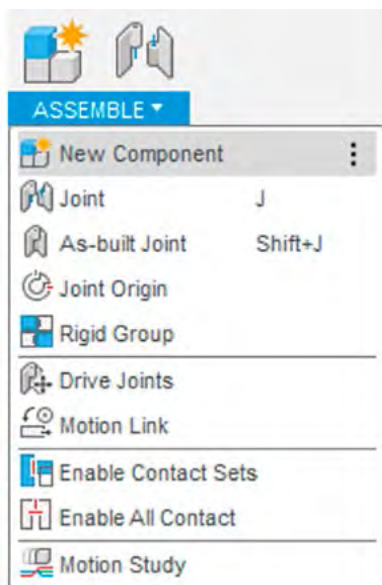 ASSEMBLE
New Component
Joint J
As-built Joint Shift+J
Joint Origin
Rigid Group
Drive Joints
Motion Link
Enable Contact Sets
Enable All Contact
Motion Study